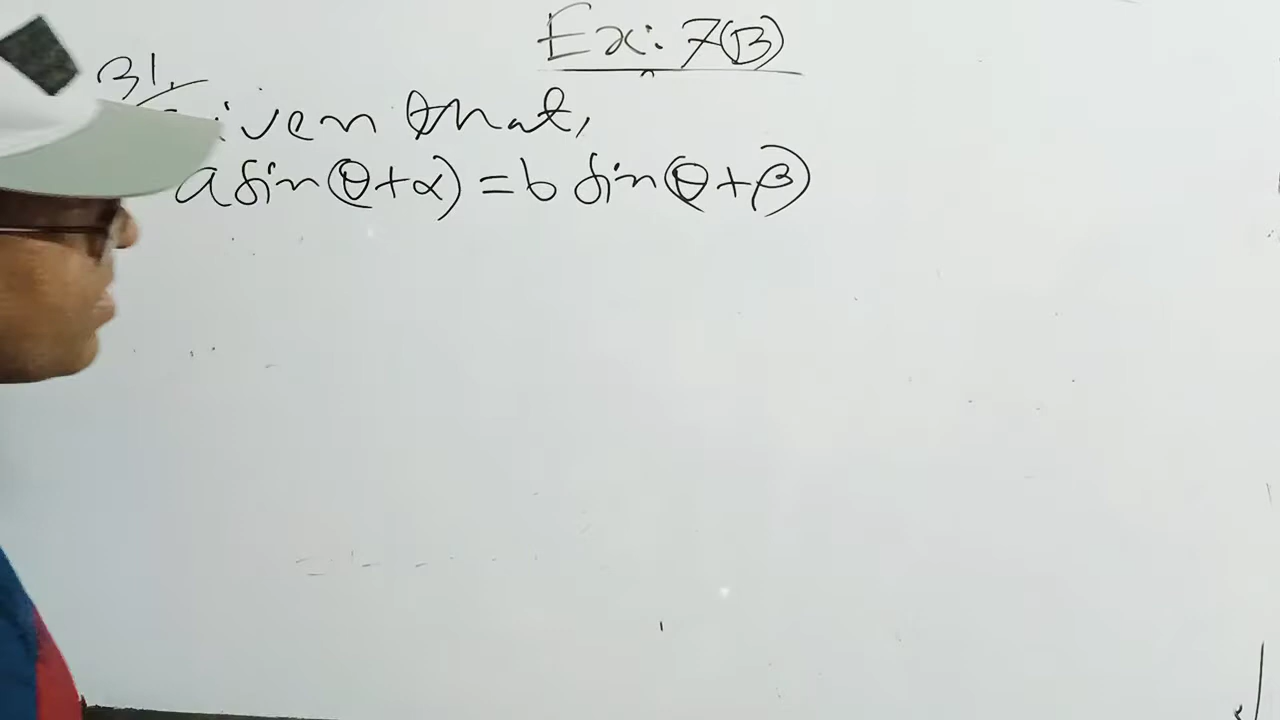 Ex: 7(B)
31.
Given that,
a sin(θ+α) = b sin(θ+β)